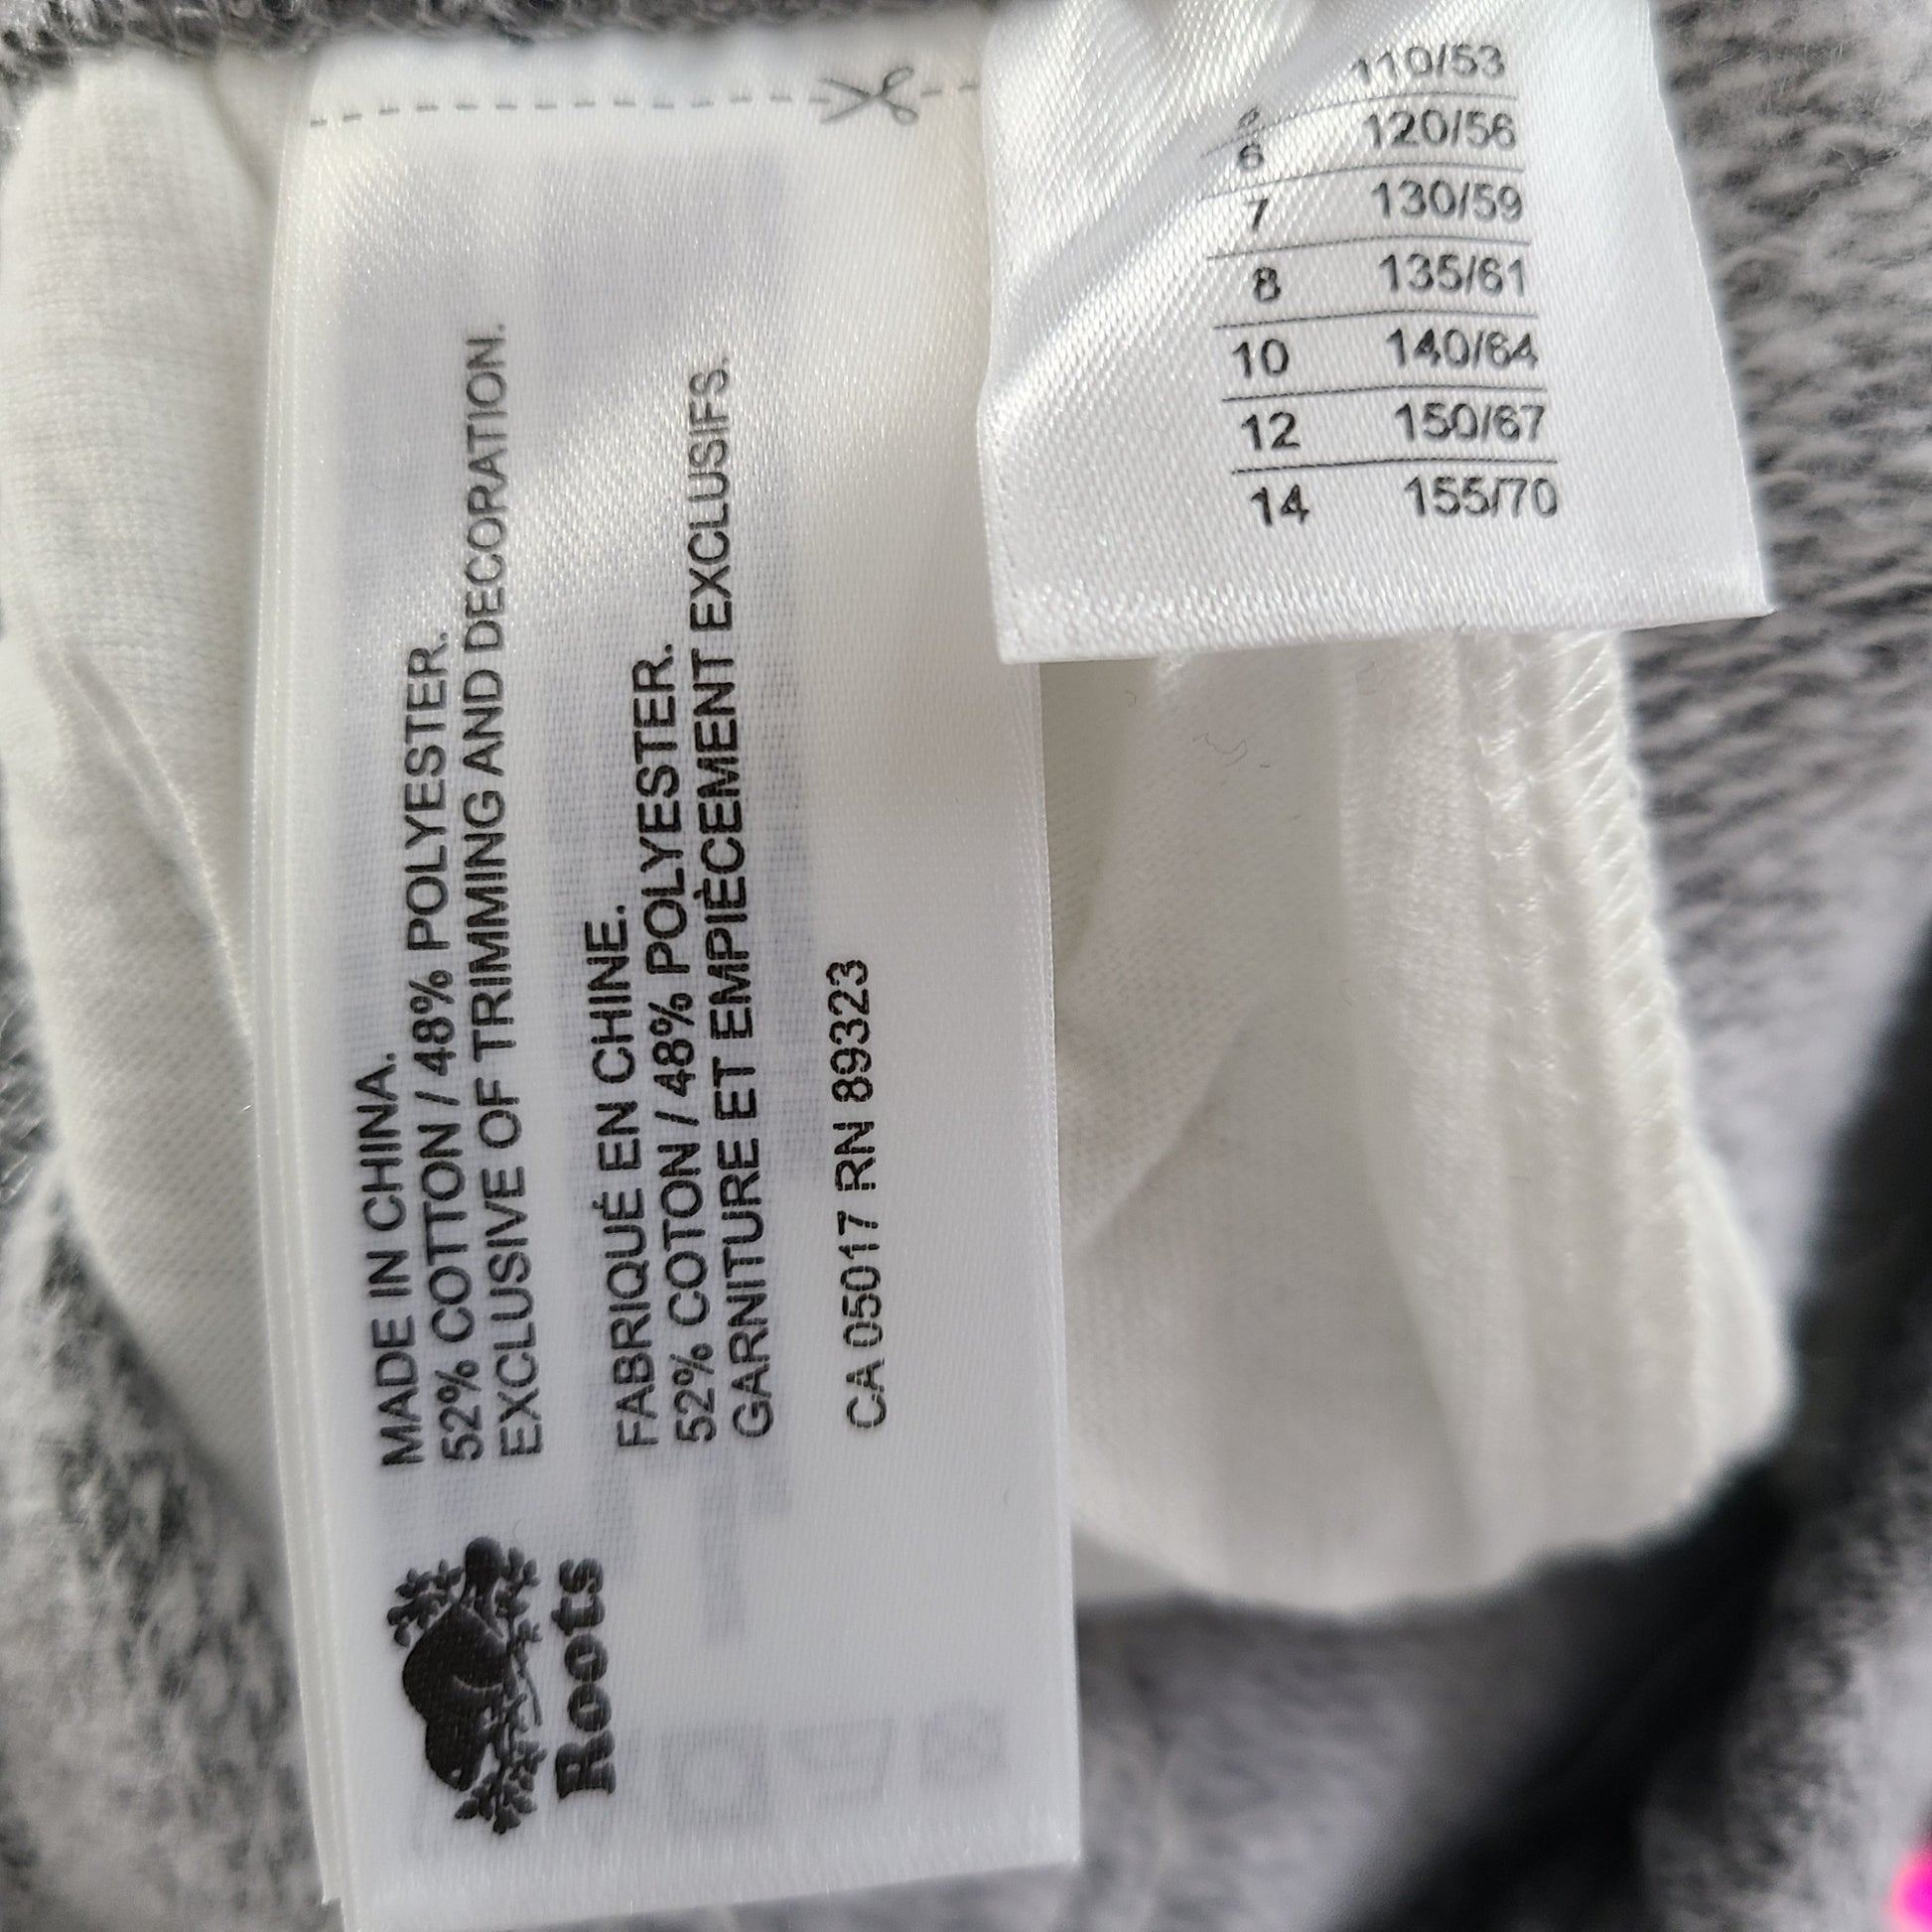 MADE IN CHINA.
52% COTTON / 48% POLYESTER.
EXCLUSIVE OF TRIMMING AND DECORATION.
FABRIQUÉ EN CHINE.
52% COTON / 48% POLYESTER.
GARNITURE ET EMPIÈCEMENT EXCLUSIFS.
CA 05017 RN 89323
Roots
110/53
6 120/56
7 130/59
8 135/61
10 140/64
12 150/67
14 155/70